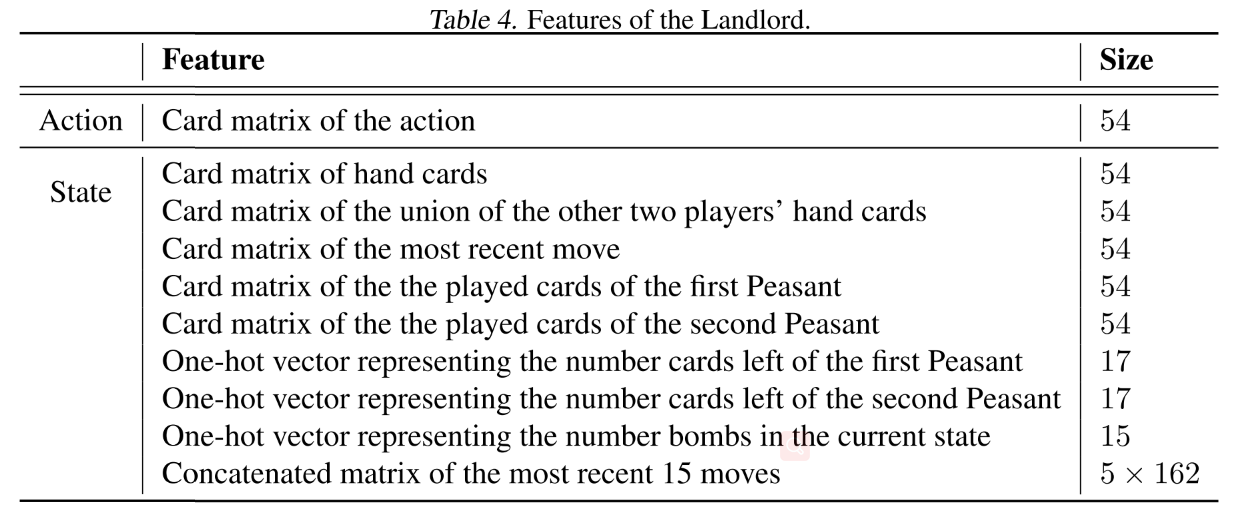 Table 4. Features of the Landlord.
Feature Size
Action Card matrix of the action 54
State Card matrix of hand cards 54
Card matrix of the union of the other two players’ hand cards 54
Card matrix of the most recent move 54
Card matrix of the the played cards of the first Peasant 54
Card matrix of the the played cards of the second Peasant 54
One-hot vector representing the number cards left of the first Peasant 17
One-hot vector representing the number cards left of the second Peasant 17
One-hot vector representing the number bombs in the current state 15
Concatenated matrix of the most recent 15 moves 5 × 162